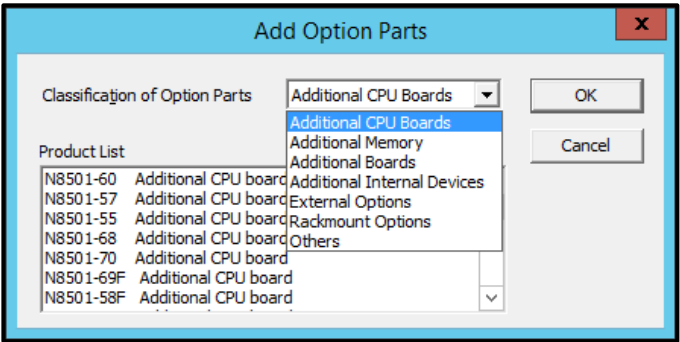 Add Option Parts
x
Classification of Option Parts
Additional CPU Boards
OK
Additional CPU Boards
Additional Memory
Additional Boards
Additional Internal Devices
External Options
Rackmount Options
Others
Cancel
Product List
N8501-60 Additional CPU board
N8501-57 Additional CPU board
N8501-55 Additional CPU board
N8501-68 Additional CPU board
N8501-70 Additional CPU board
N8501-69F Additional CPU board
N8501-58F Additional CPU board